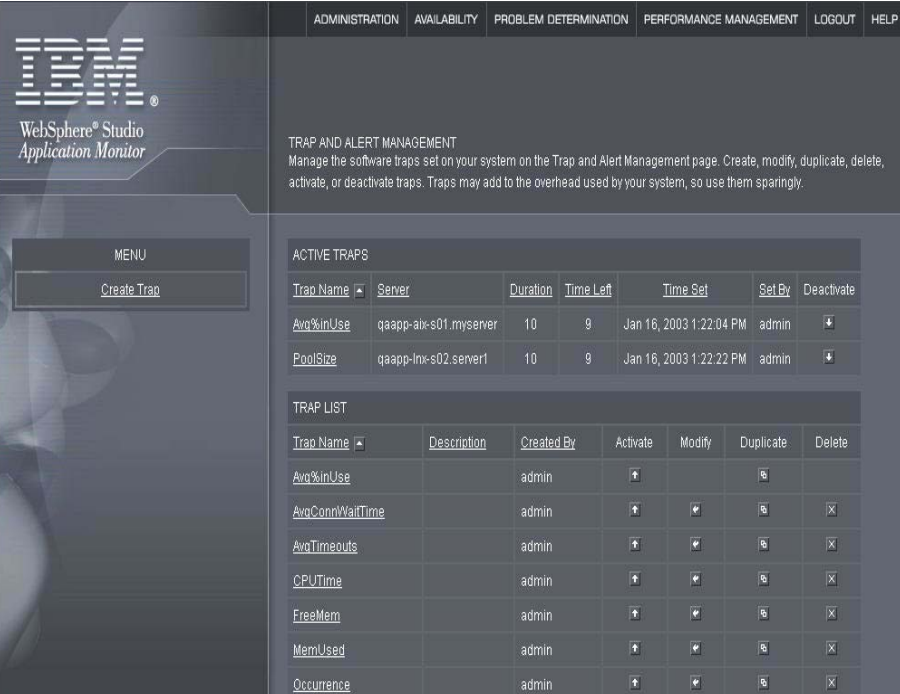 ADMINISTRATION AVAILABILITY PROBLEM DETERMINATION PERFORMANCE MANAGEMENT LOGOUT HELP
IBM®
WebSphere® Studio
Application Monitor
TRAP AND ALERT MANAGEMENT
Manage the software traps set on your system on the Trap and Alert Management page. Create, modify, duplicate, delete,
activate, or deactivate traps. Traps may add to the overhead used by your system, so use them sparingly.
MENU
Create Trap
ACTIVE TRAPS
Trap Name Server Duration Time Left Time Set Set By Deactivate
Avg%inUse qaapp-aix-s01.myserver 10 9 Jan 16, 2003 1:22:04 PM admin
PoolSize qaapp-lnx-s02.server1 10 9 Jan 16, 2003 1:22:22 PM admin
TRAP LIST
Trap Name Description Created By Activate Modify Duplicate Delete
Avg%inUse admin
AvgConnWaitTime admin
AvgTimeouts admin
CPUTime admin
FreeMem admin
MemUsed admin
Occurrence admin